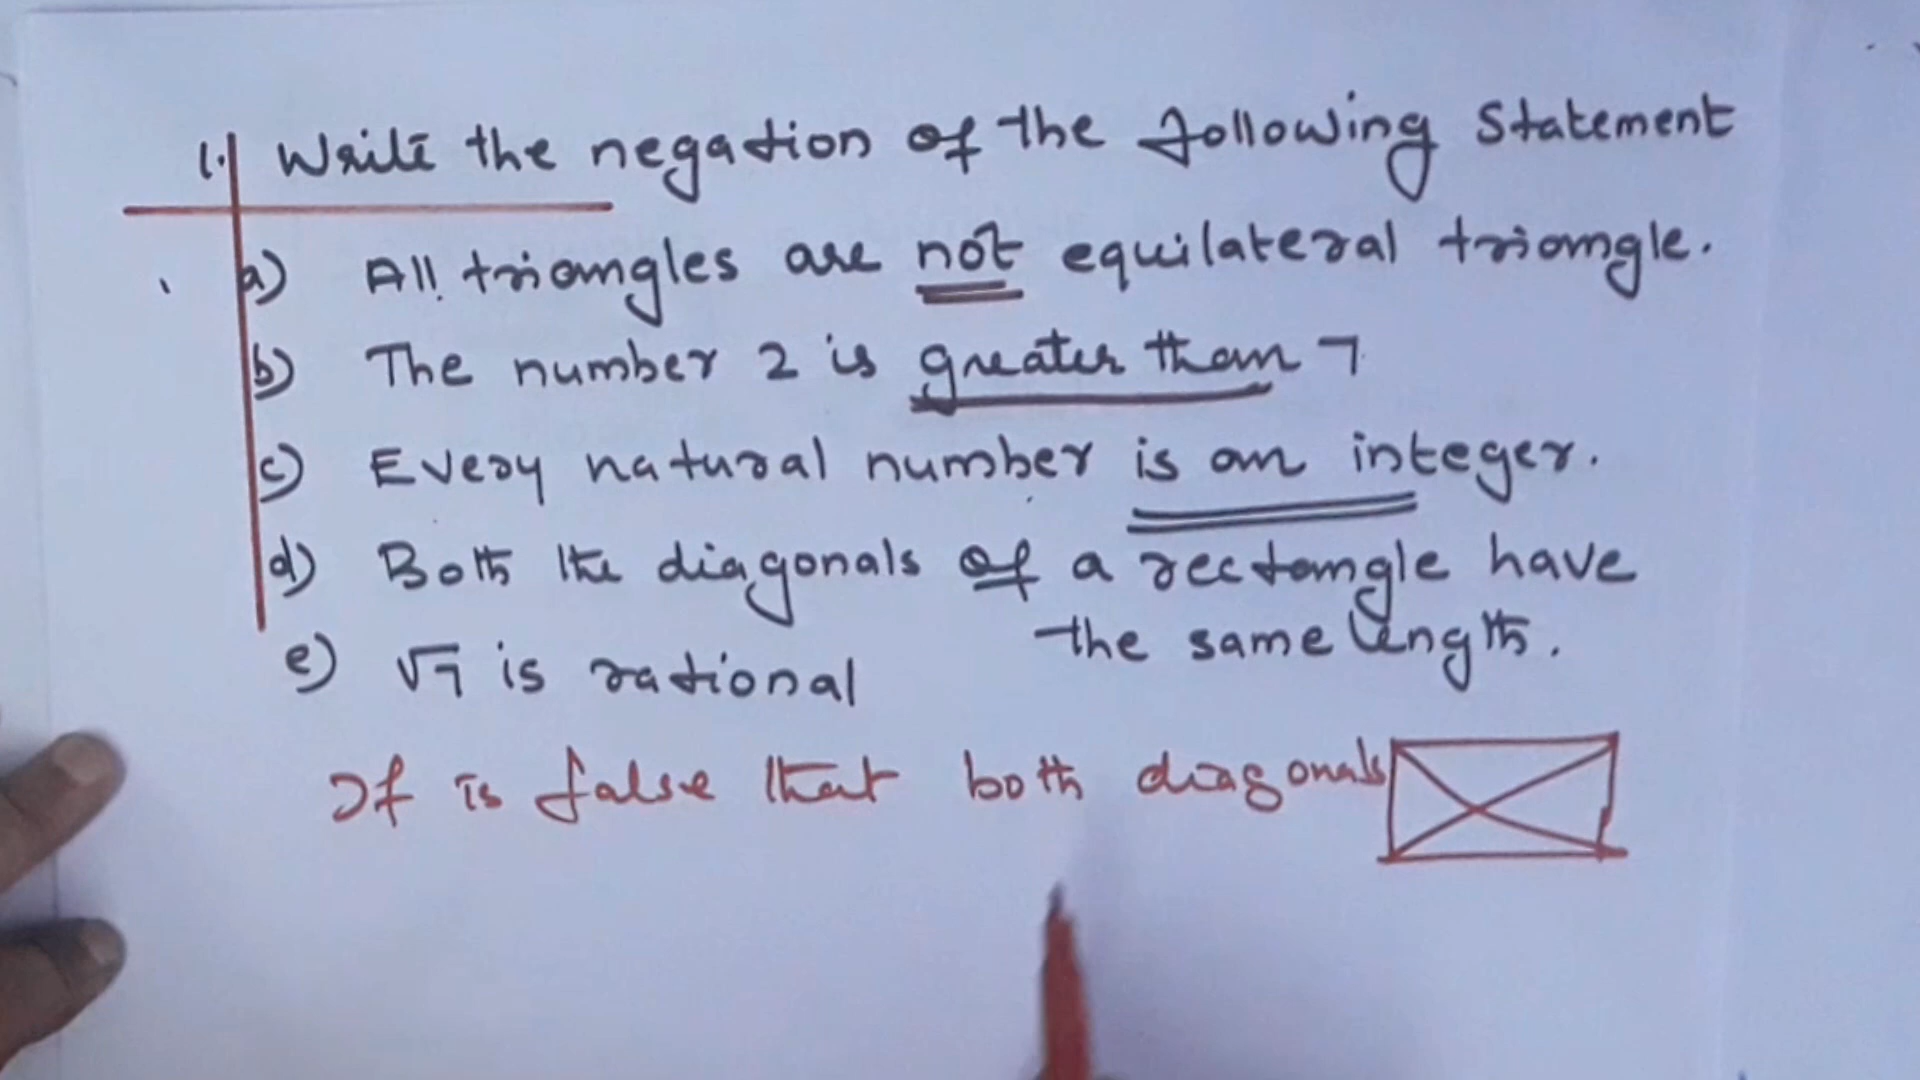 1. Write the negation of the following Statement
a) All triangles are not equilateral triangle.
b) The number 2 is greater than 7
c) Every natural number is an integer.
d) Both the diagonals of a rectangle have
the same length.
e) √7 is rational
It is false that both diagonals